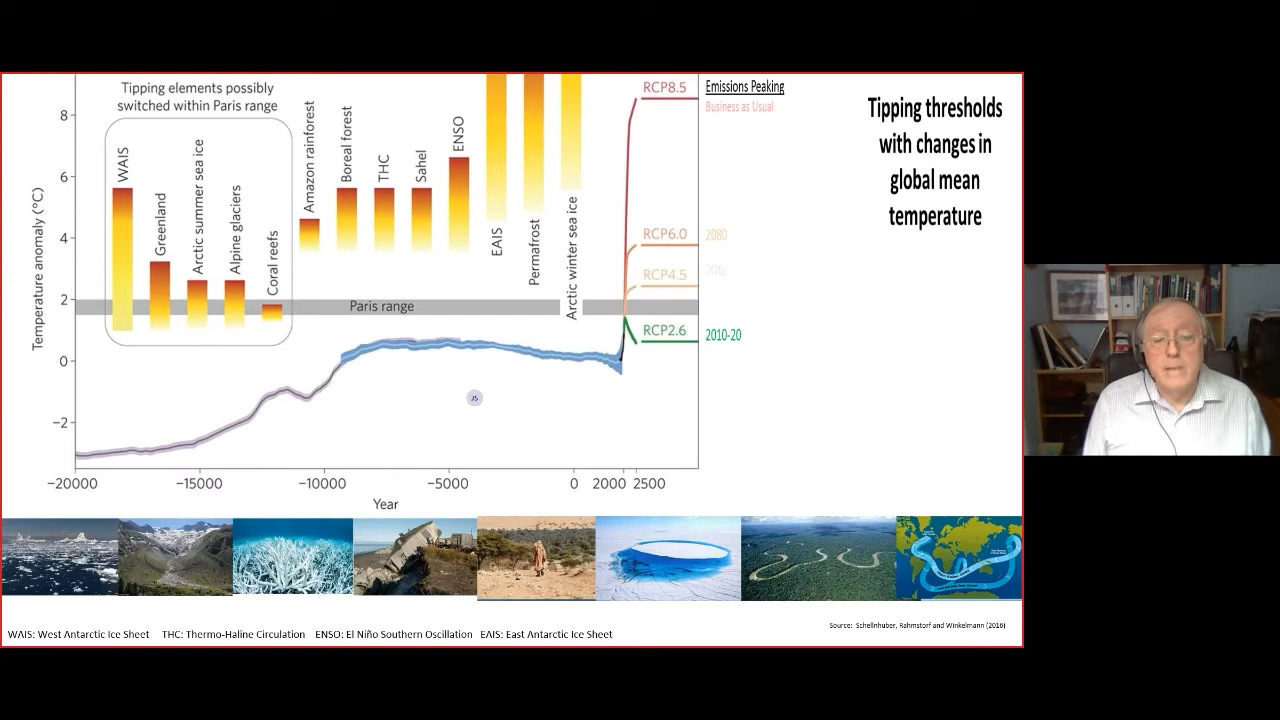 Tipping elements possibly
switched within Paris range
WAIS
Greenland
Arctic summer sea ice
Alpine glaciers
Coral reefs
Amazon rainforest
Boreal forest
THC
Sahel
ENSO
EAIS
Permafrost
Arctic winter sea ice
RCP8.5
RCP6.0
RCP4.5
RCP2.6
Emissions Peaking
Business as Usual
2080
2040
2010-20
Tipping thresholds
with changes in
global mean
temperature
Temperature anomaly (°C)
8
6
4
2
0
−2
Paris range
JS
−20000 −15000 −10000 −5000 0 2000 2500
Year
WAIS: West Antarctic Ice Sheet THC: Thermo-Haline Circulation ENSO: El Niño Southern Oscillation EAIS: East Antarctic Ice Sheet
Source: Schellnhuber, Rahmstorf and Winkelmann (2016)